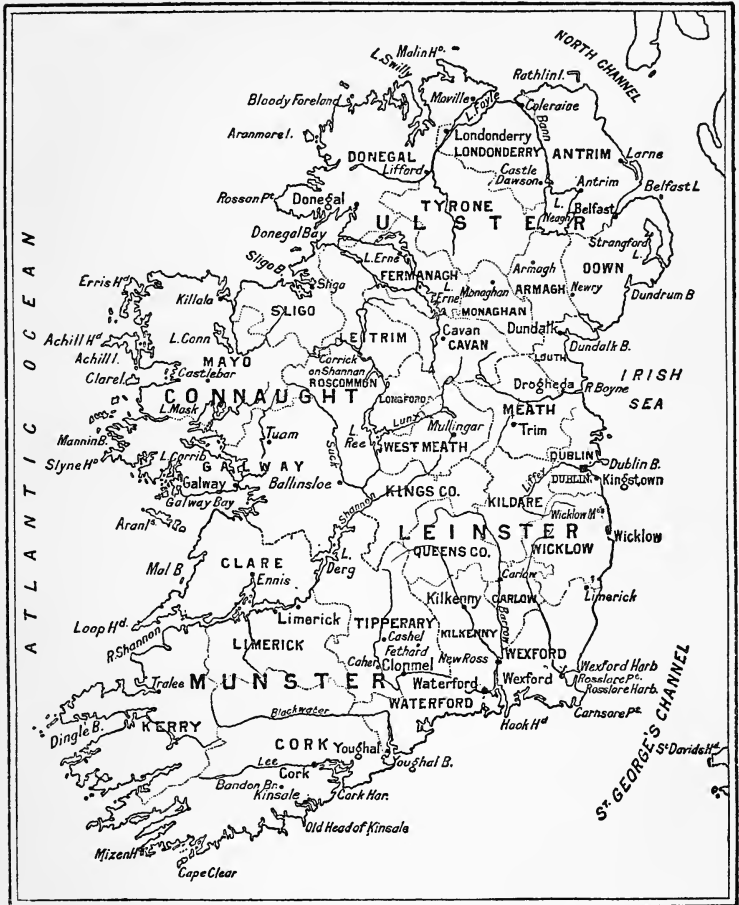 NORTH CHANNEL
Malin Hd.
L. Swilly
Rathlin I.
Bloody Foreland
Moville
L. Foyle
Coleraine
Aranmore I.
Londonderry
LONDONDERRY
Bann
ANTRIM
Larne
DONEGAL
Lifford
Castle
Dawson
Antrim
Belfast L
Rossan Pt.
Donegal
TYRONE
L.
Neagh
Belfast
ULSTER
Donegal Bay
Strangford
L.
L. Erne
Sligo B.
FERMANAGH
Armagh
DOWN
Erris Hd
Killala
Sligo
L.
Erne
Monaghan
ARMAGH
Newry
Dundrum B
SLIGO
MONAGHAN
Achill Hd
L. Conn
LEITRIM
Cavan
CAVAN
Dundalk
Dundalk B.
Achill I.
MAYO
Carrick
on Shannon
LOUTH
Clare I.
Castlebar
ROSCOMMON
Drogheda
R Boyne
IRISH
SEA
CONNAUGHT
LONGFORD
MEATH
L. Mask
Lunx
Mullingar
Trim
Mannin B.
Tuam
L.
Ree
WEST MEATH
Slyne Hd
L. Corrib
GALWAY
Suck
DUBLIN
Dublin B.
Galway
Ballinsloe
Liffey
DUBLIN
Kingstown
Galway Bay
Shannon
KINGS CO.
KILDARE
Aran Is.
Wicklow Mts.
LEINSTER
Wicklow
Mal B
CLARE
L.
Derg
QUEENS CO.
WICKLOW
Ennis
Carlow
Loop Hd.
Kilkenny
CARLOW
Limerick
R. Shannon
Limerick
TIPPERARY
Barrow
LIMERICK
Cashel
KILKENNY
Fethard
WEXFORD
Caher
Clonmel
New Ross
Wexford Harb
Tralee
MUNSTER
Waterford
Wexford
Rosslare Pt.
Rosslare Harb.
WATERFORD
Carnsore Pt.
Blackwater
Hook Hd
Dingle B.
KERRY
CORK
Youghal
Youghal B.
Lee
Cork
Bandon Br.
Kinsale
Cork Har.
Old Head of Kinsale
Mizen Hd
Cape Clear
ST. GEORGE'S CHANNEL
St Davids Hd
ATLANTIC OCEAN